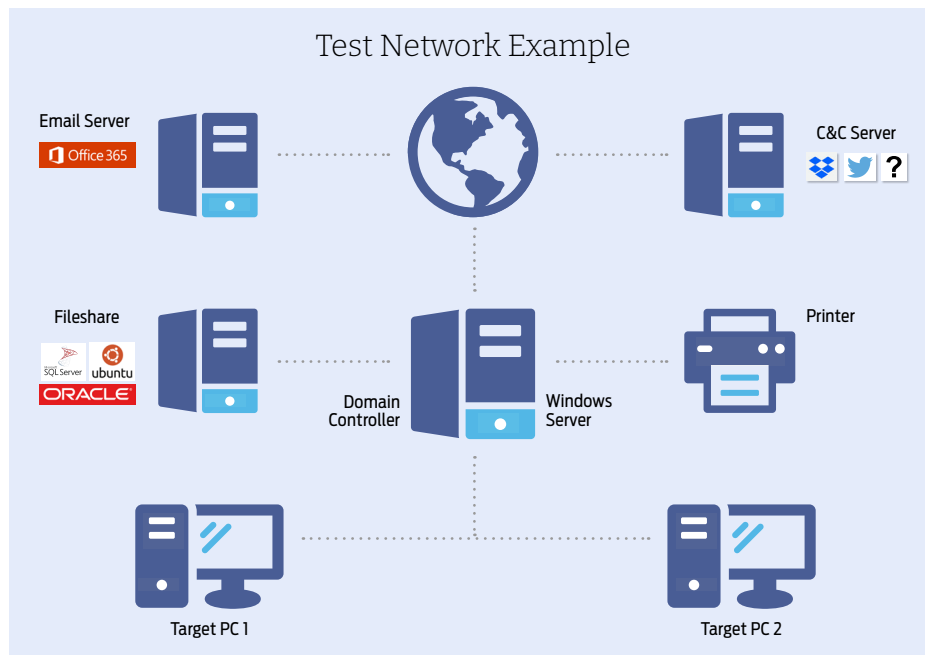 Test Network Example
Email Server
Office 365
C&C Server
?
Fileshare
Microsoft
SQL Server
ubuntu
ORACLE
Domain
Controller
Windows
Server
Printer
Target PC 1
Target PC 2